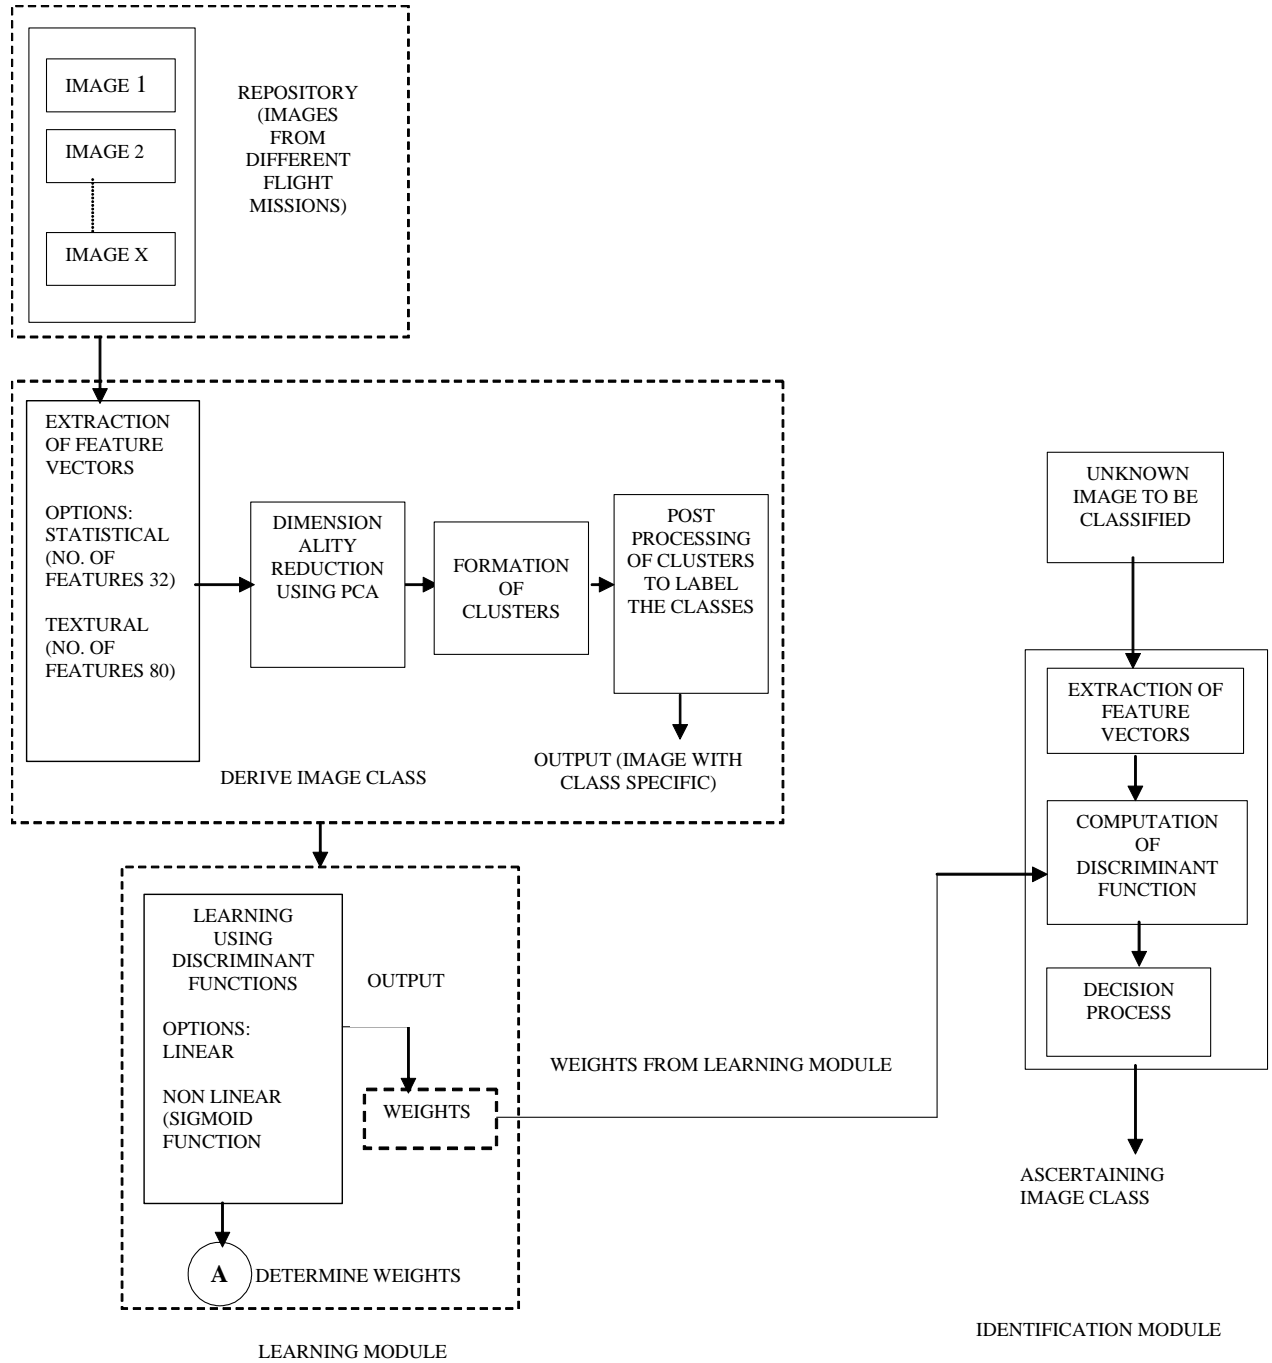 IMAGE 1
IMAGE 2
IMAGE X
REPOSITORY
(IMAGES
FROM
DIFFERENT
FLIGHT
MISSIONS)
EXTRACTION
OF FEATURE
VECTORS
OPTIONS:
STATISTICAL
(NO. OF
FEATURES 32)
TEXTURAL
(NO. OF
FEATURES 80)
DIMENSION
ALITY
REDUCTION
USING PCA
FORMATION
OF
CLUSTERS
POST
PROCESSING
OF CLUSTERS
TO LABEL
THE CLASSES
OUTPUT (IMAGE WITH
CLASS SPECIFIC)
DERIVE IMAGE CLASS
LEARNING
USING
DISCRIMINANT
FUNCTIONS
OPTIONS:
LINEAR
NON LINEAR
(SIGMOID
FUNCTION
OUTPUT
WEIGHTS
A
DETERMINE WEIGHTS
LEARNING MODULE
WEIGHTS FROM LEARNING MODULE
UNKNOWN
IMAGE TO BE
CLASSIFIED
EXTRACTION OF
FEATURE
VECTORS
COMPUTATION
OF
DISCRIMINANT
FUNCTION
DECISION
PROCESS
ASCERTAINING
IMAGE CLASS
IDENTIFICATION MODULE